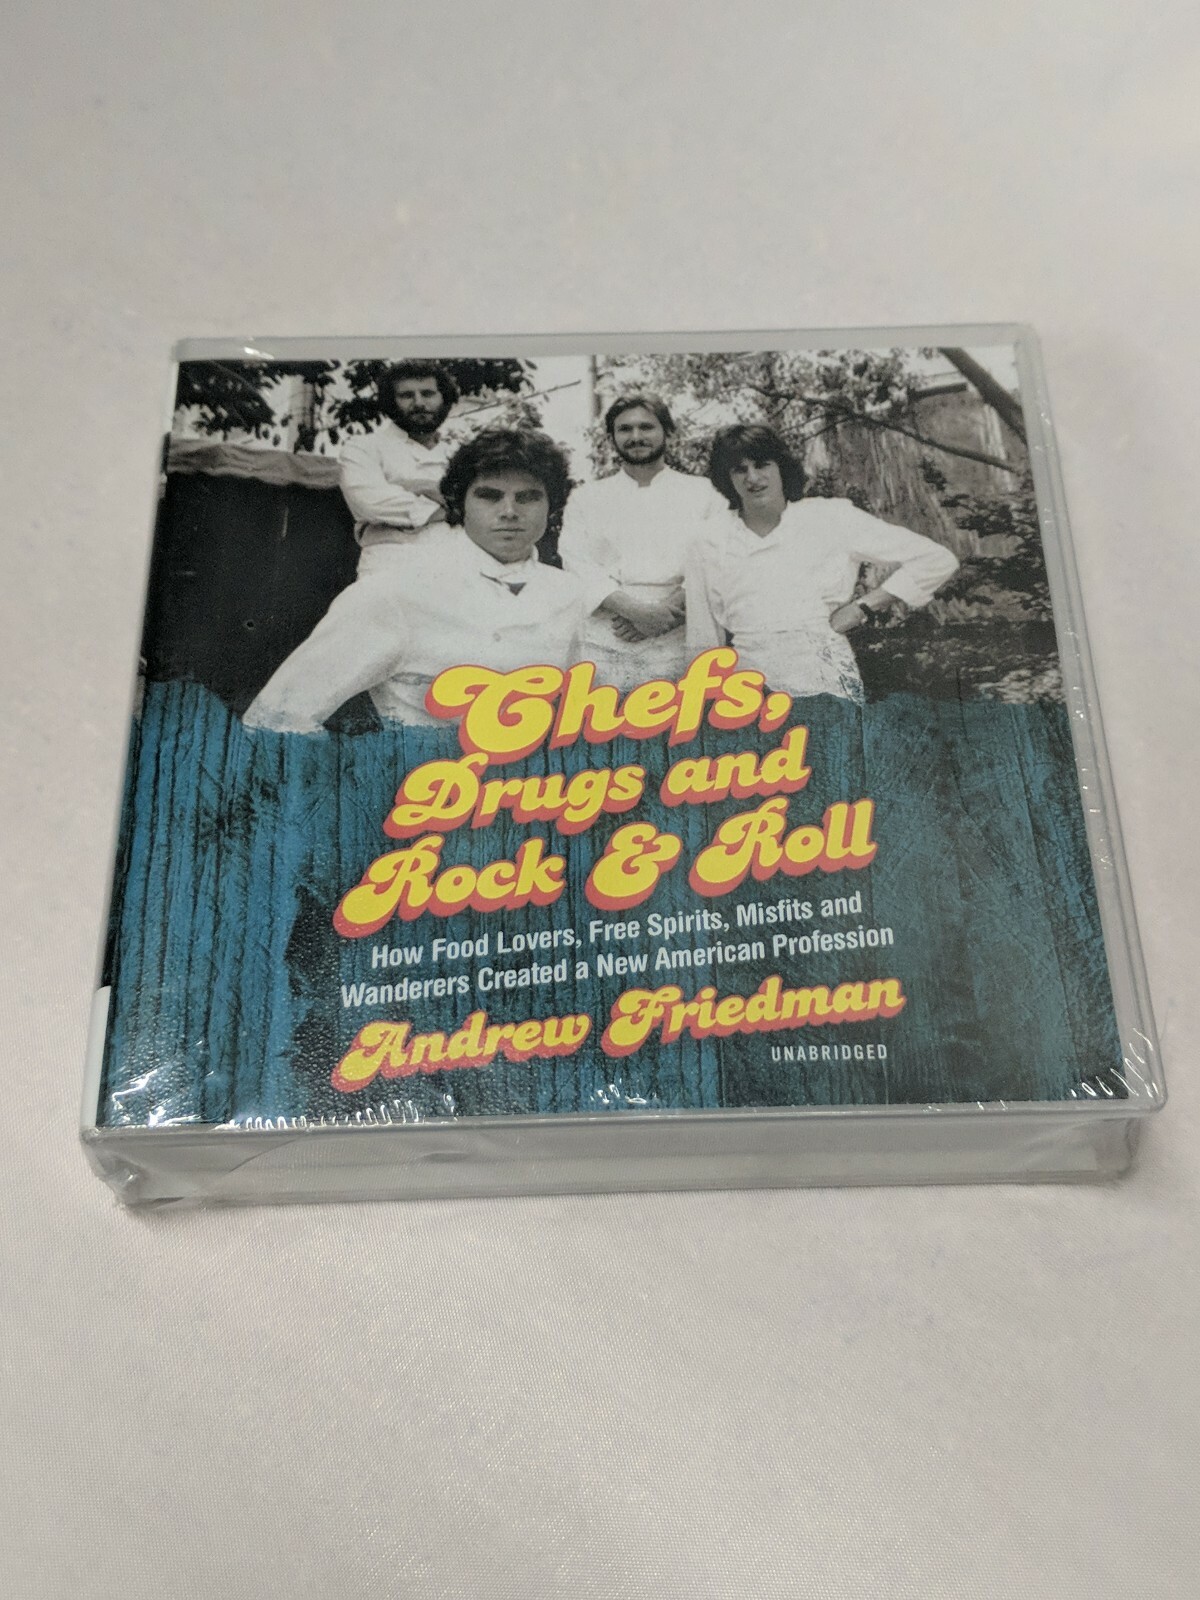 Chefs,
Drugs and
Rock & Roll
How Food Lovers, Free Spirits, Misfits and
Wanderers Created a New American Profession
Andrew Friedman
UNABRIDGED